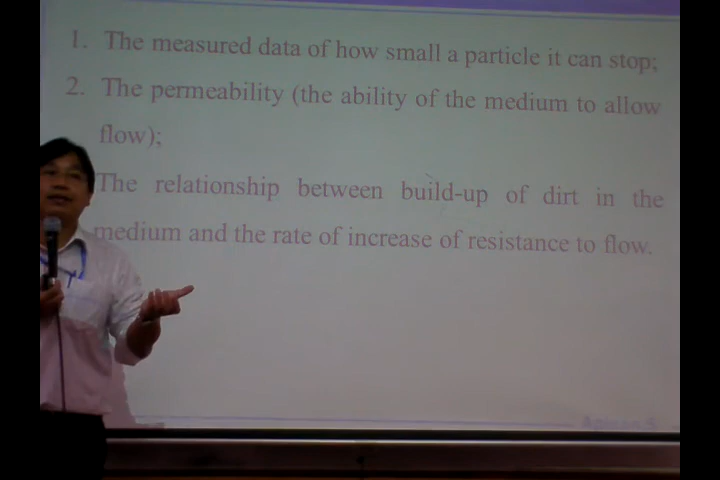 1. The measured data of how small a particle it can stop;
2. The permeability (the ability of the medium to allow
flow);
The relationship between build-up of dirt in the
medium and the rate of increase of resistance to flow.